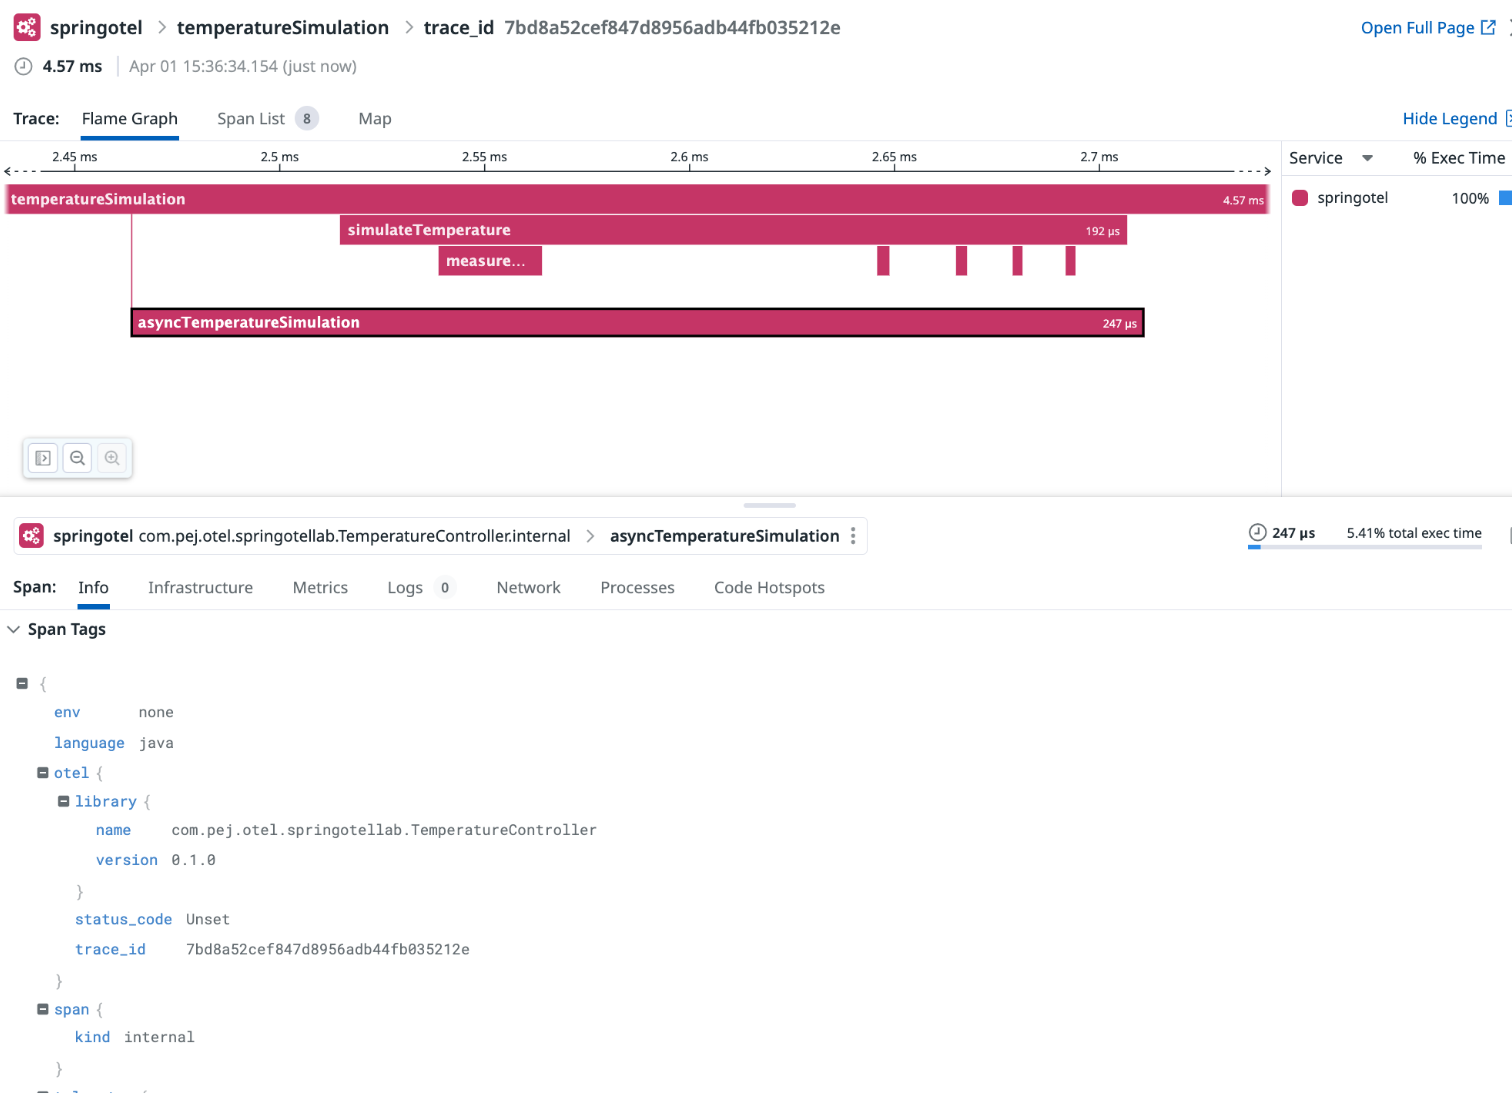 springotel > temperatureSimulation > trace_id 7bd8a52cef847d8956adb44fb035212e Open Full Page
4.57 ms Apr 01 15:36:34.154 (just now)
Trace: Flame Graph Span List 8 Map Hide Legend
2.45 ms 2.5 ms 2.55 ms 2.6 ms 2.65 ms 2.7 ms Service % Exec Time
temperatureSimulation 4.57 ms springotel 100%
simulateTemperature 192 μs
measure...
asyncTemperatureSimulation 247 μs
springotel com.pej.otel.springotellab.TemperatureController.internal > asyncTemperatureSimulation 247 μs 5.41% total exec time
Span: Info Infrastructure Metrics Logs 0 Network Processes Code Hotspots
Span Tags
{
env none
language java
otel {
library {
name com.pej.otel.springotellab.TemperatureController
version 0.1.0
}
status_code Unset
trace_id 7bd8a52cef847d8956adb44fb035212e
}
span {
kind internal
}